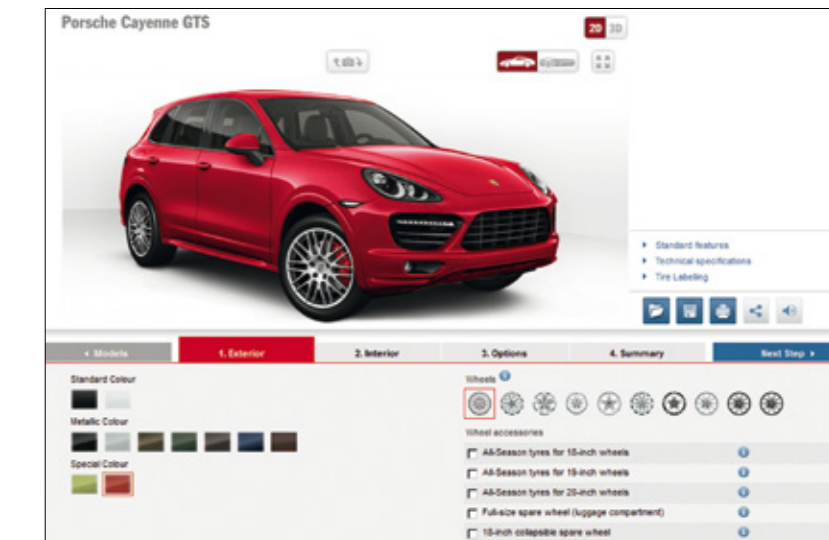 Porsche Cayenne GTS
2D 3D
Standard features
Technical specifications
Tire Labelling
Models
1. Exterior
2. Interior
3. Options
4. Summary
Next Step
Standard Colour
Metallic Colour
Special Colour
Wheels
Wheel accessories
All-Season tyres for 18-inch wheels
All-Season tyres for 19-inch wheels
All-Season tyres for 20-inch wheels
Full-size spare wheel (luggage compartment)
18-inch collapsible spare wheel